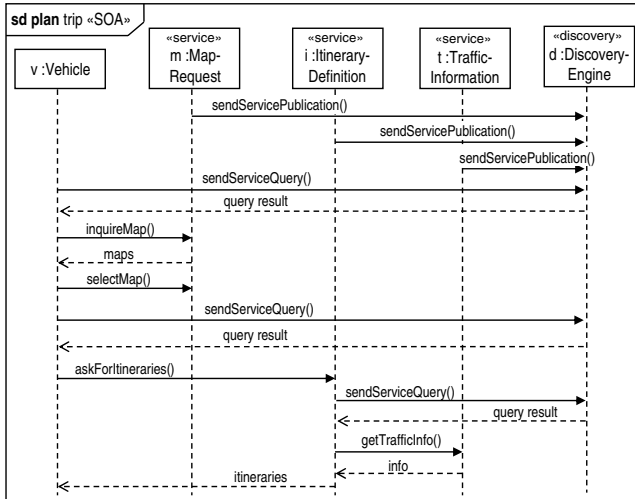 sd plan trip «SOA»
v :Vehicle
«service»
m :Map-
Request
«service»
i :Itinerary-
Definition
«service»
t :Traffic-
Information
«discovery»
d :Discovery-
Engine
sendServicePublication()
sendServicePublication()
sendServicePublication()
sendServiceQuery()
query result
inquireMap()
maps
selectMap()
sendServiceQuery()
query result
askForItineraries()
sendServiceQuery()
query result
getTrafficInfo()
info
itineraries